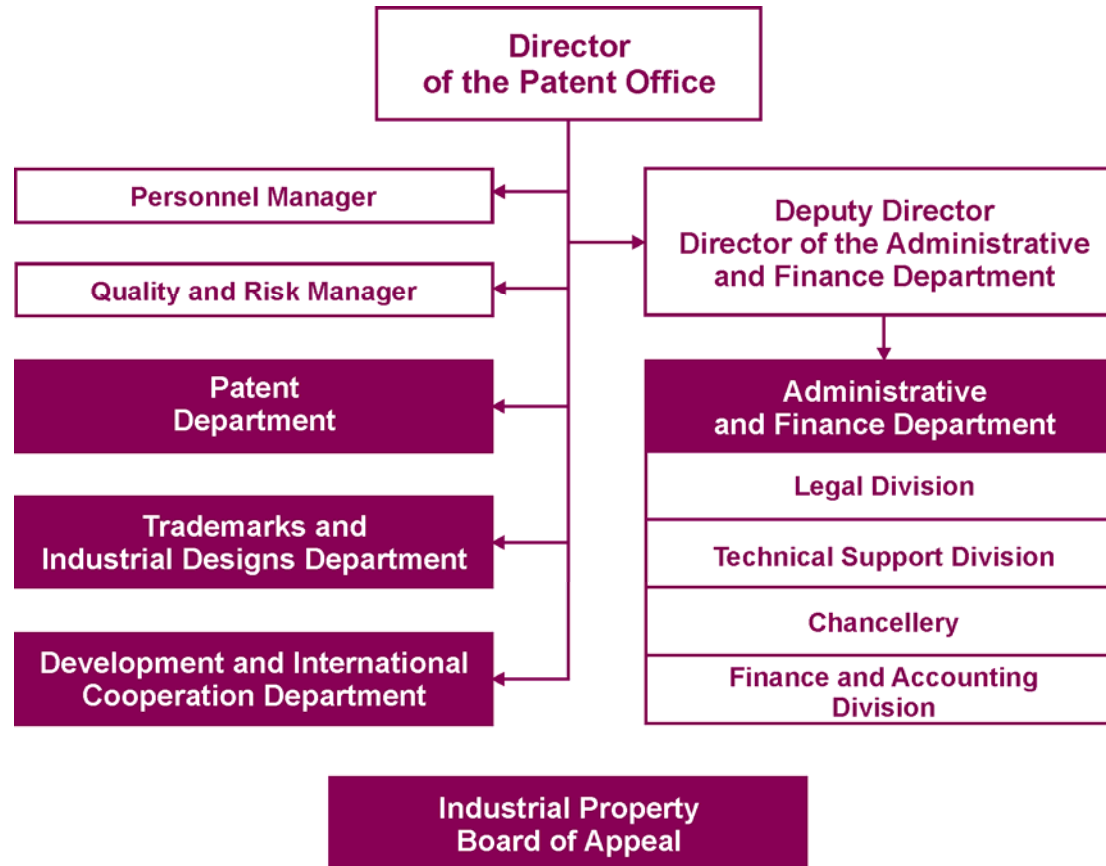 Director
of the Patent Office
Personnel Manager
Quality and Risk Manager
Patent
Department
Trademarks and
Industrial Designs Department
Development and International
Cooperation Department
Deputy Director
Director of the Administrative
and Finance Department
Administrative
and Finance Department
Legal Division
Technical Support Division
Chancellery
Finance and Accounting
Division
Industrial Property
Board of Appeal